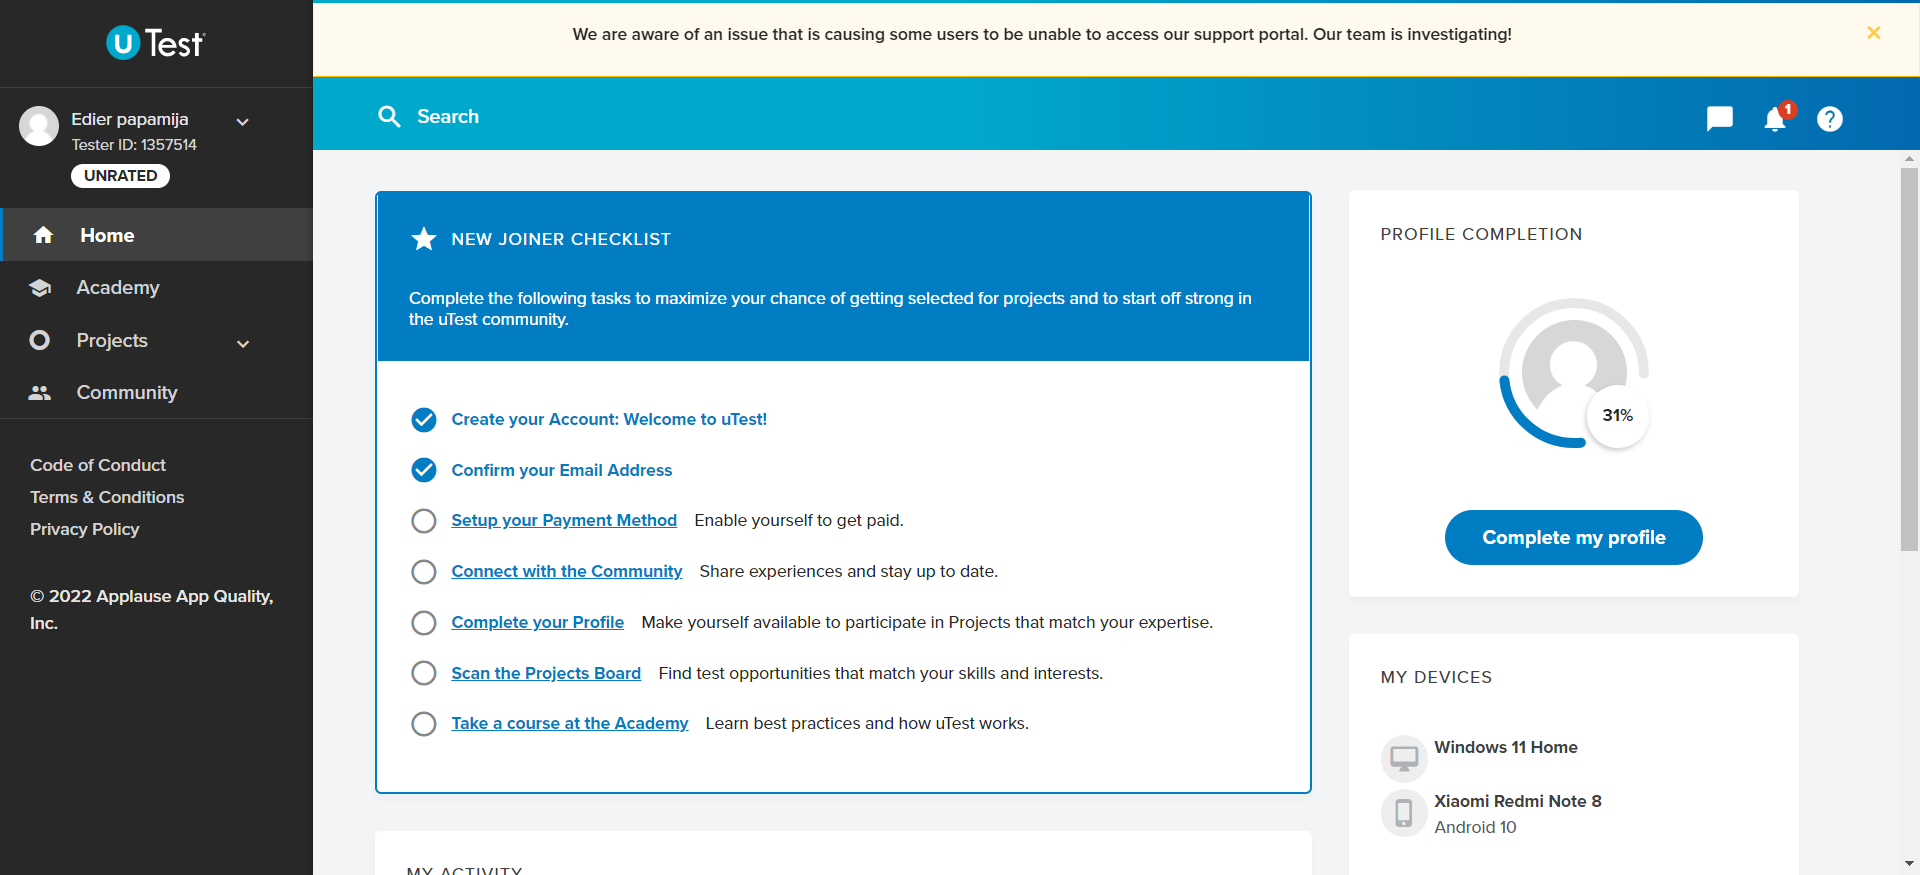 u Test
Edier papamija
Tester ID: 1357514
UNRATED
Home
Academy
Projects
Community
Code of Conduct
Terms & Conditions
Privacy Policy
© 2022 Applause App Quality,
Inc.
We are aware of an issue that is causing some users to be unable to access our support portal. Our team is investigating!
Search
1
NEW JOINER CHECKLIST
Complete the following tasks to maximize your chance of getting selected for projects and to start off strong in
the uTest community.
Create your Account: Welcome to uTest!
Confirm your Email Address
Setup your Payment Method Enable yourself to get paid.
Connect with the Community Share experiences and stay up to date.
Complete your Profile Make yourself available to participate in Projects that match your expertise.
Scan the Projects Board Find test opportunities that match your skills and interests.
Take a course at the Academy Learn best practices and how uTest works.
MY ACTIVITY
PROFILE COMPLETION
31%
Complete my profile
MY DEVICES
Windows 11 Home
Xiaomi Redmi Note 8
Android 10